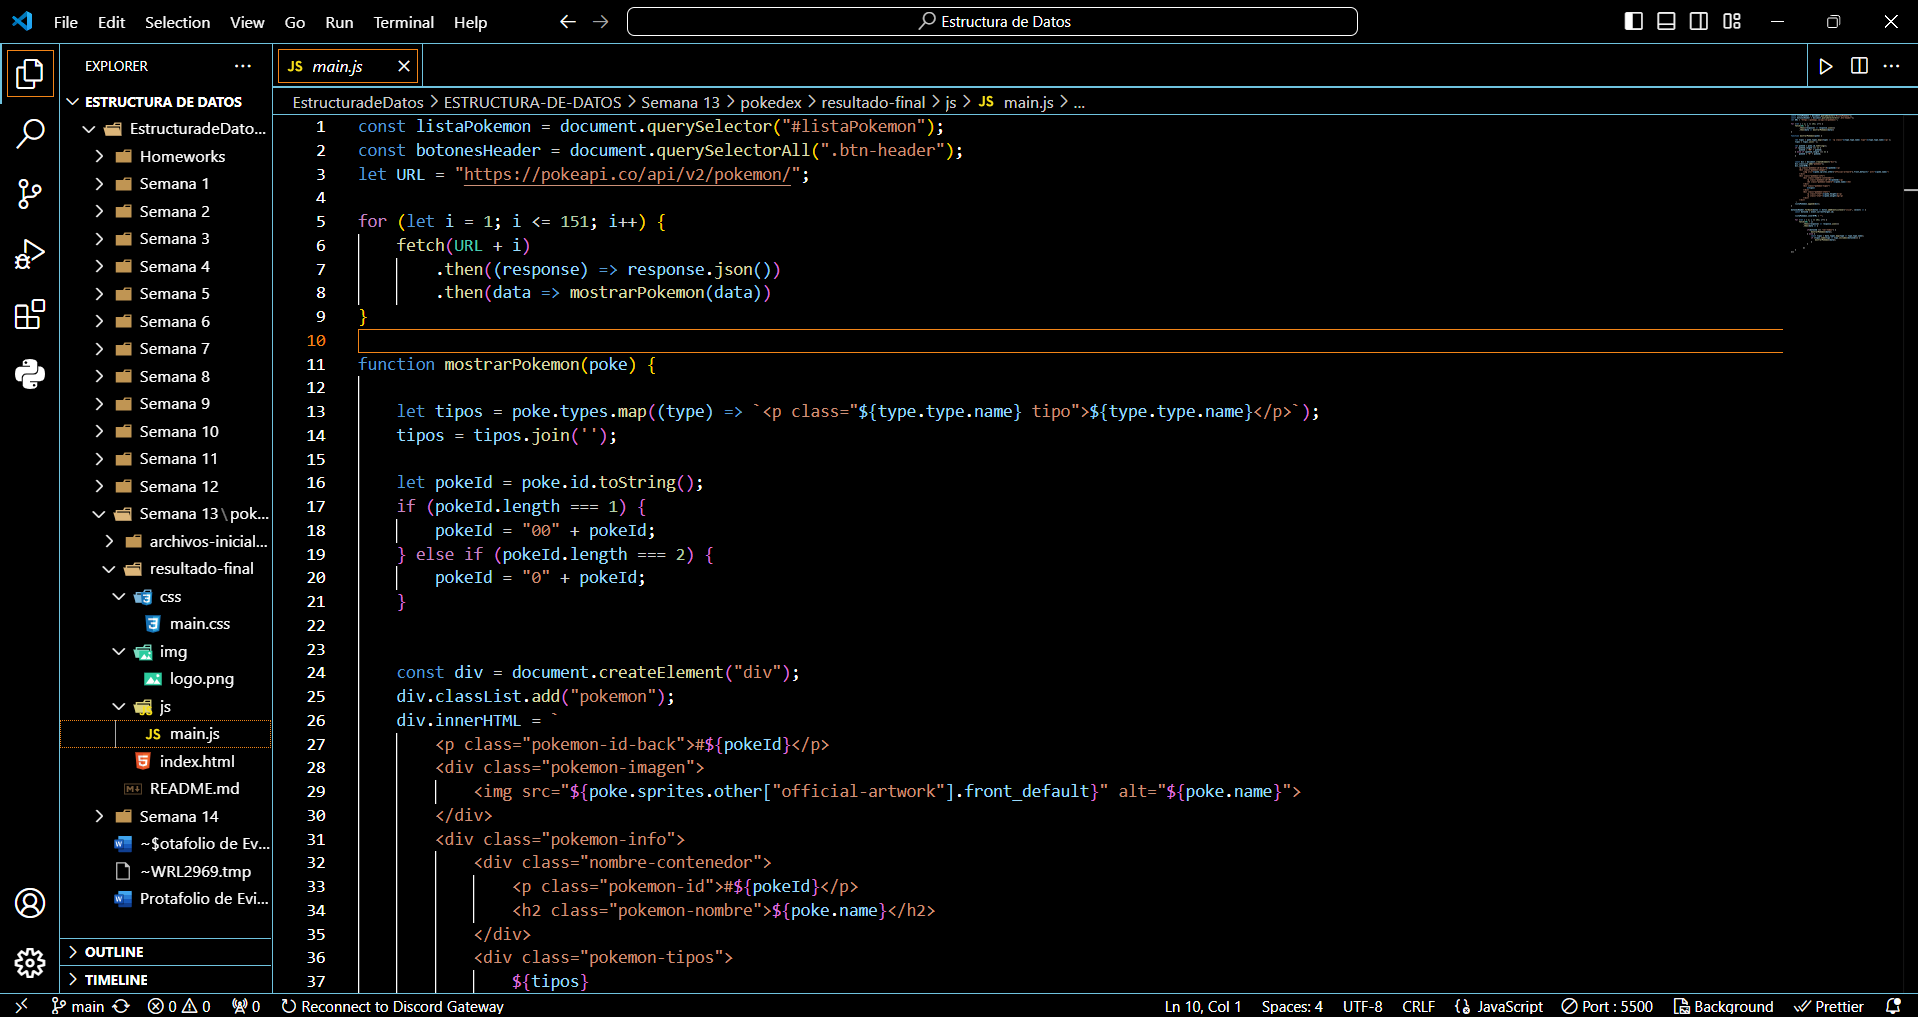 File Edit Selection View Go Run Terminal Help
Estructura de Datos
EXPLORER
ESTRUCTURA DE DATOS
EstructuradeDato...
Homeworks
Semana 1
Semana 2
Semana 3
Semana 4
Semana 5
Semana 6
Semana 7
Semana 8
Semana 9
Semana 10
Semana 11
Semana 12
Semana 13\pok...
archivos-inicial...
resultado-final
css
main.css
img
logo.png
js
JS main.js
index.html
README.md
Semana 14
~$otafolio de Ev...
~WRL2969.tmp
Protafolio de Evi...
OUTLINE
TIMELINE
JS main.js
EstructuradeDatos > ESTRUCTURA-DE-DATOS > Semana 13 > pokedex > resultado-final > js > JS main.js > ...
1 const listaPokemon = document.querySelector("#listaPokemon");
2 const botonesHeader = document.querySelectorAll(".btn-header");
3 let URL = "https://pokeapi.co/api/v2/pokemon/";
4
5 for (let i = 1; i <= 151; i++) {
6     fetch(URL + i)
7         .then((response) => response.json())
8         .then(data => mostrarPokemon(data))
9 }
10
11 function mostrarPokemon(poke) {
12
13     let tipos = poke.types.map((type) => `<p class="${type.type.name} tipo">${type.type.name}</p>`);
14     tipos = tipos.join('');
15
16     let pokeId = poke.id.toString();
17     if (pokeId.length === 1) {
18         pokeId = "00" + pokeId;
19     } else if (pokeId.length === 2) {
20         pokeId = "0" + pokeId;
21     }
22
23
24     const div = document.createElement("div");
25     div.classList.add("pokemon");
26     div.innerHTML = `
27         <p class="pokemon-id-back">#${pokeId}</p>
28         <div class="pokemon-imagen">
29             <img src="${poke.sprites.other["official-artwork"].front_default}" alt="${poke.name}">
30         </div>
31         <div class="pokemon-info">
32             <div class="nombre-contenedor">
33                 <p class="pokemon-id">#${pokeId}</p>
34                 <h2 class="pokemon-nombre">${poke.name}</h2>
35             </div>
36             <div class="pokemon-tipos">
37                 ${tipos}
main 0 0 0 Reconnect to Discord Gateway Ln 10, Col 1 Spaces: 4 UTF-8 CRLF {} JavaScript Port : 5500 Background Prettier